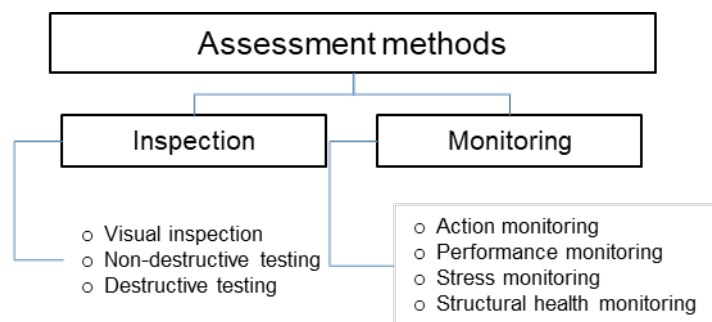 Assessment methods
Inspection
Monitoring
o Visual inspection
o Non-destructive testing
o Destructive testing
o Action monitoring
o Performance monitoring
o Stress monitoring
o Structural health monitoring